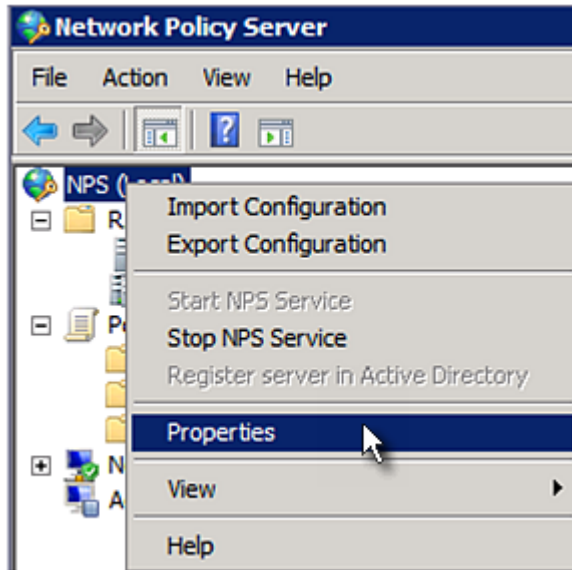 Network Policy Server
File Action View Help
NPS (Local)
Import Configuration
R
Export Configuration
Start NPS Service
Stop NPS Service
Register server in Active Directory
Properties
N
View
A
Help